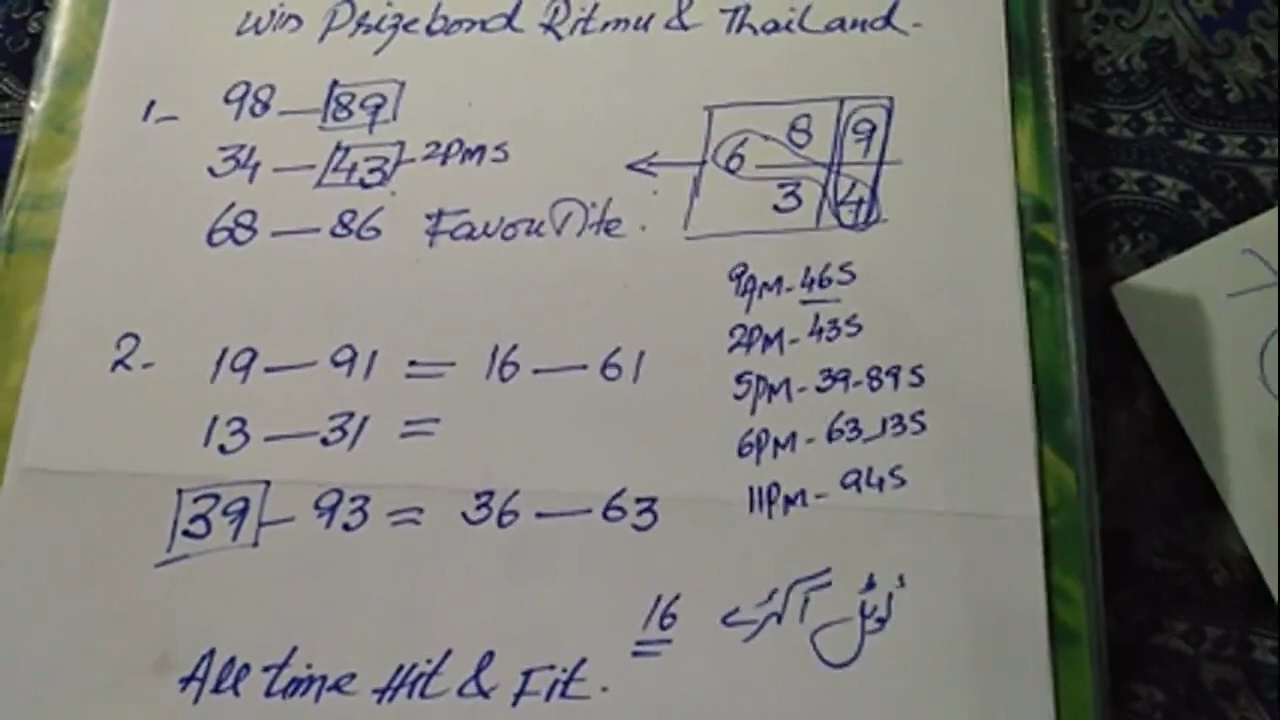 Win Prizebond Ritmu & Thailand.
1- 98-89
34-43-2PMS
68-86 Favourite.
8 9
6
3 4
9AM-46S
2PM-43S
5PM-39-89S
6PM-63-13S
11PM-94S
2- 19-91=16-61
13-31=
39-93=36-63
16
All time Hit & Fit.